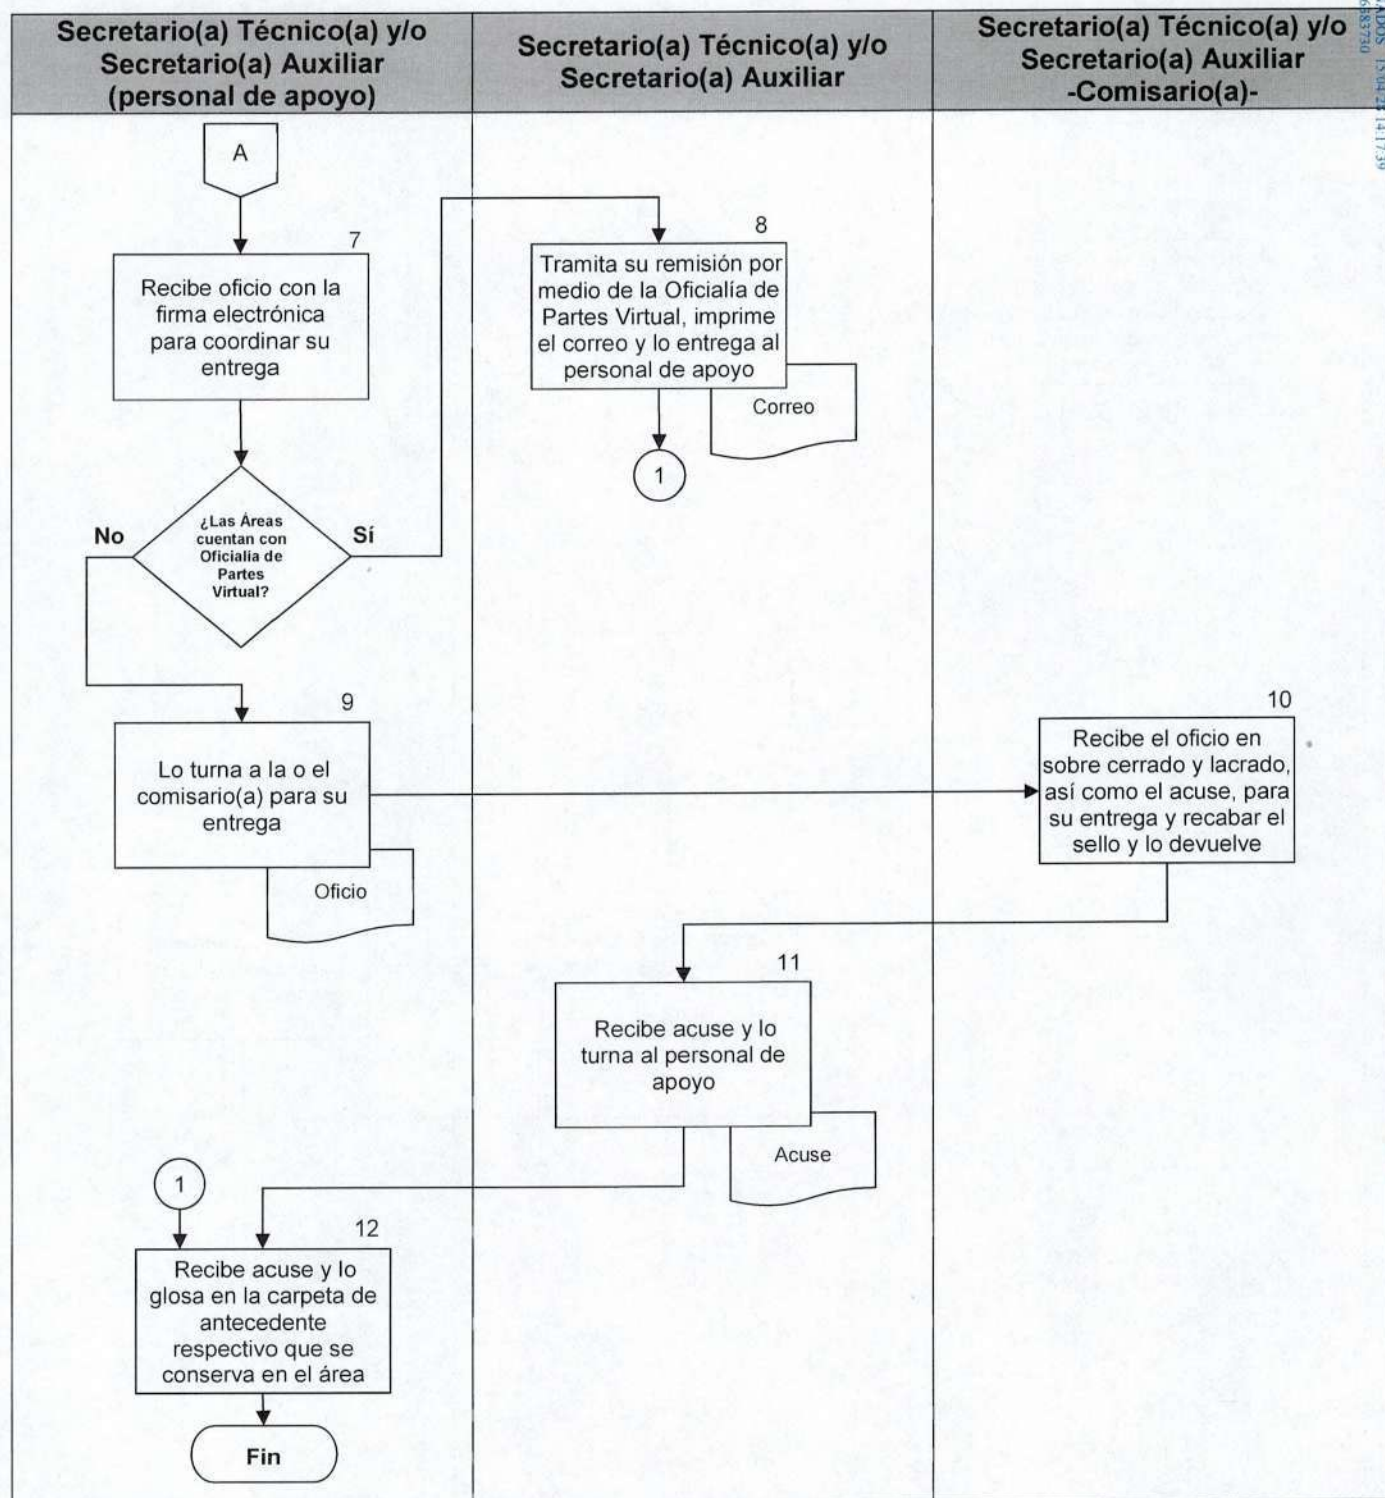 Secretario(a) Técnico(a) y/o
Secretario(a) Auxiliar
(personal de apoyo)
Secretario(a) Técnico(a) y/o
Secretario(a) Auxiliar
Secretario(a) Técnico(a) y/o
Secretario(a) Auxiliar
-Comisario(a)-
A
7
Recibe oficio con la
firma electrónica
para coordinar su
entrega
8
Tramita su remisión por
medio de la Oficialía de
Partes Virtual, imprime
el correo y lo entrega al
personal de apoyo
Correo
1
¿Las Áreas
cuentan con
Oficialia de
Partes
Virtual?
No
Sí
9
Lo turna a la o el
comisario(a) para su
entrega
Oficio
10
Recibe el oficio en
sobre cerrado y lacrado,
así como el acuse, para
su entrega y recabar el
sello y lo devuelve
11
Recibe acuse y lo
turna al personal de
apoyo
Acuse
1
12
Recibe acuse y lo
glosa en la carpeta de
antecedente
respectivo que se
conserva en el área
Fin
14:17:39